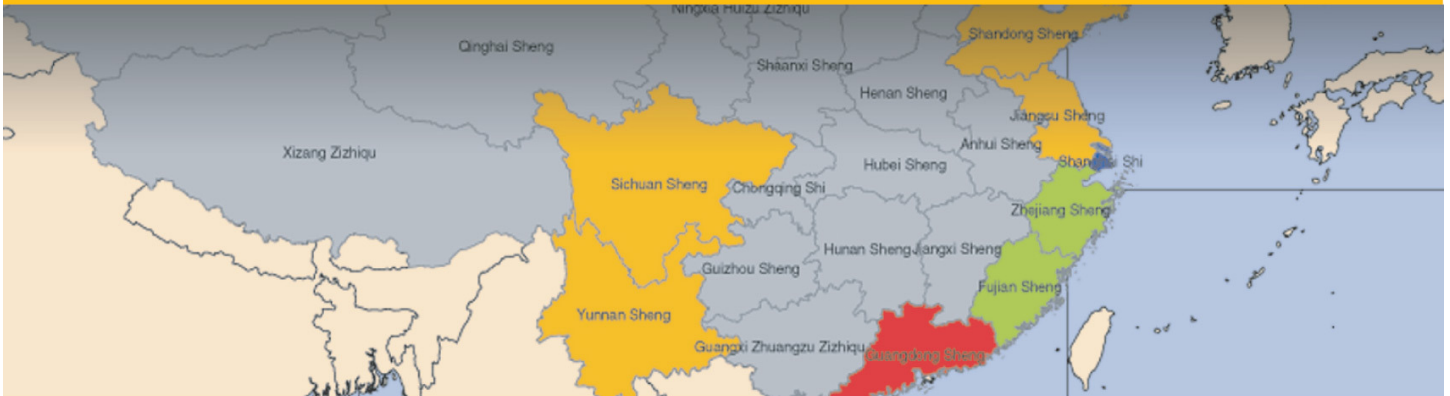 Ningxia Huizu Zizhiqu
Shandong Sheng
Qinghai Sheng
Shaanxi Sheng
Henan Sheng
Jiangsu Sheng
Anhui Sheng
Xizang Zizhiqu
Hubei Sheng
Shanghai Shi
Sichuan Sheng
Chongqing Shi
Zhejiang Sheng
Hunan Sheng
Jiangxi Sheng
Guizhou Sheng
Fujian Sheng
Yunnan Sheng
Guangxi Zhuangzu Zizhiqu
Guangdong Sheng